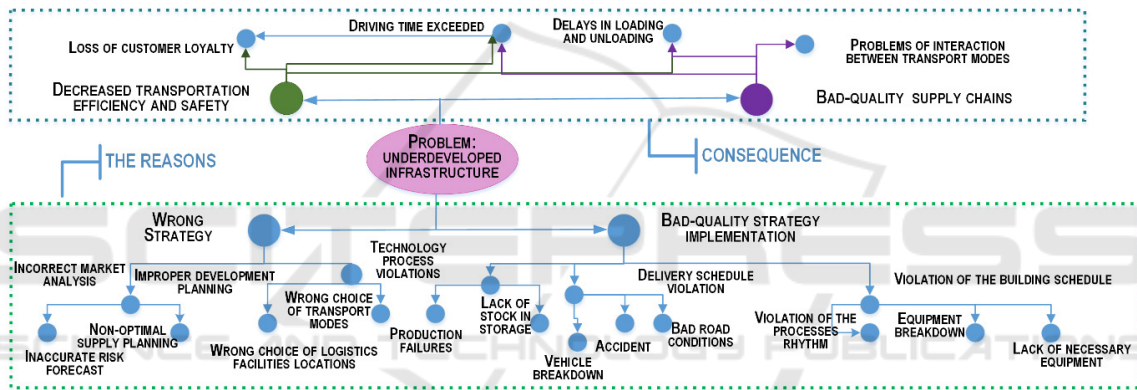 DRIVING TIME EXCEEDED
DELAYS IN LOADING
AND UNLOADING
LOSS OF CUSTOMER LOYALTY
PROBLEMS OF INTERACTION
BETWEEN TRANSPORT MODES
DECREASED TRANSPORTATION
EFFICIENCY AND SAFETY
BAD-QUALITY SUPPLY CHAINS
PROBLEM:
UNDERDEVELOPED
INFRASTRUCTURE
THE REASONS
CONSEQUENCE
WRONG
STRATEGY
BAD-QUALITY STRATEGY
IMPLEMENTATION
INCORRECT MARKET
ANALYSIS
IMPROPER DEVELOPMENT
PLANNING
TECHNOLOGY
PROCESS
VIOLATIONS
DELIVERY SCHEDULE
VIOLATION
VIOLATION OF THE BUILDING SCHEDULE
INACCURATE RISK
FORECAST
NON-OPTIMAL
SUPPLY PLANNING
WRONG CHOICE OF LOGISTICS
FACILITIES LOCATIONS
WRONG CHOICE
OF TRANSPORT
MODES
PRODUCTION
FAILURES
LACK OF
STOCK IN
STORAGE
VEHICLE
BREAKDOWN
ACCIDENT
BAD ROAD
CONDITIONS
VIOLATION OF THE
PROCESSES
RHYTHM
EQUIPMENT
BREAKDOWN
LACK OF NECESSARY
EQUIPMENT
SCITEPRESS
SCIENCE AND TECHNOLOGY PUBLICATIONS